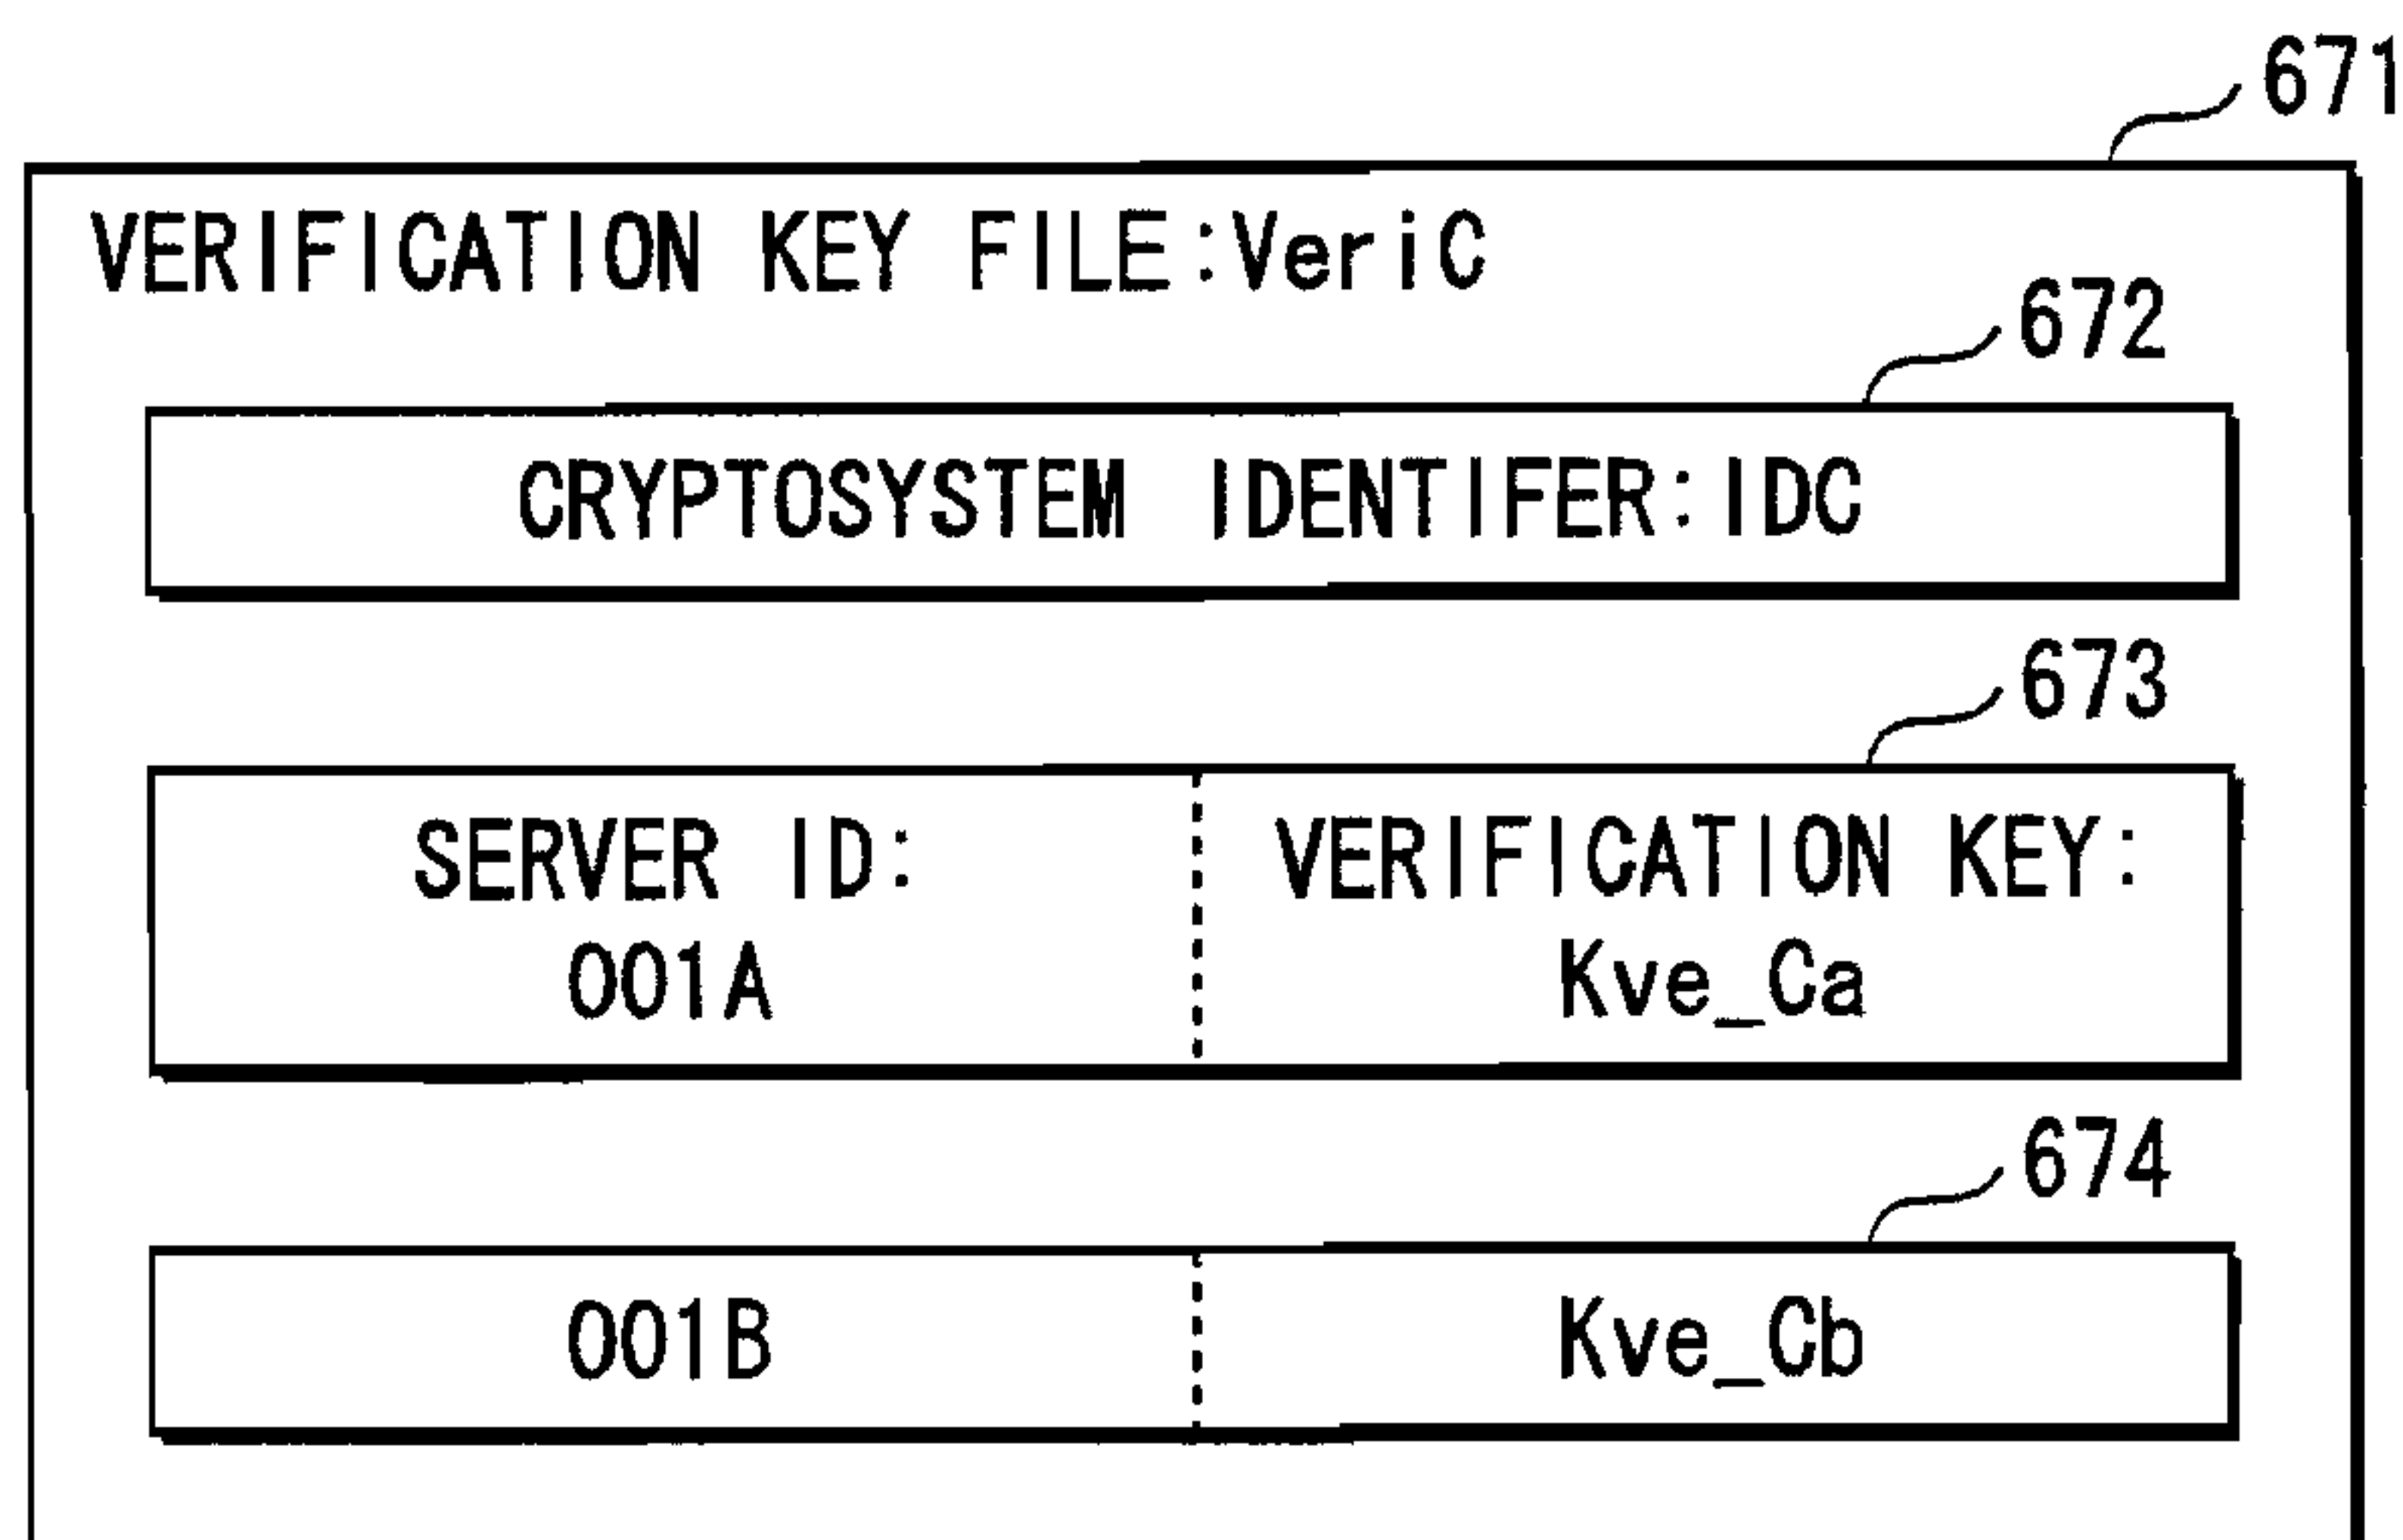 671
VERIFICATION KEY FILE:VeriC
672
CRYPTOSYSTEM IDENTIFER:IDC
673
SERVER ID:
001A
VERIFICATION KEY:
Kve_Ca
674
001B
Kve_Cb